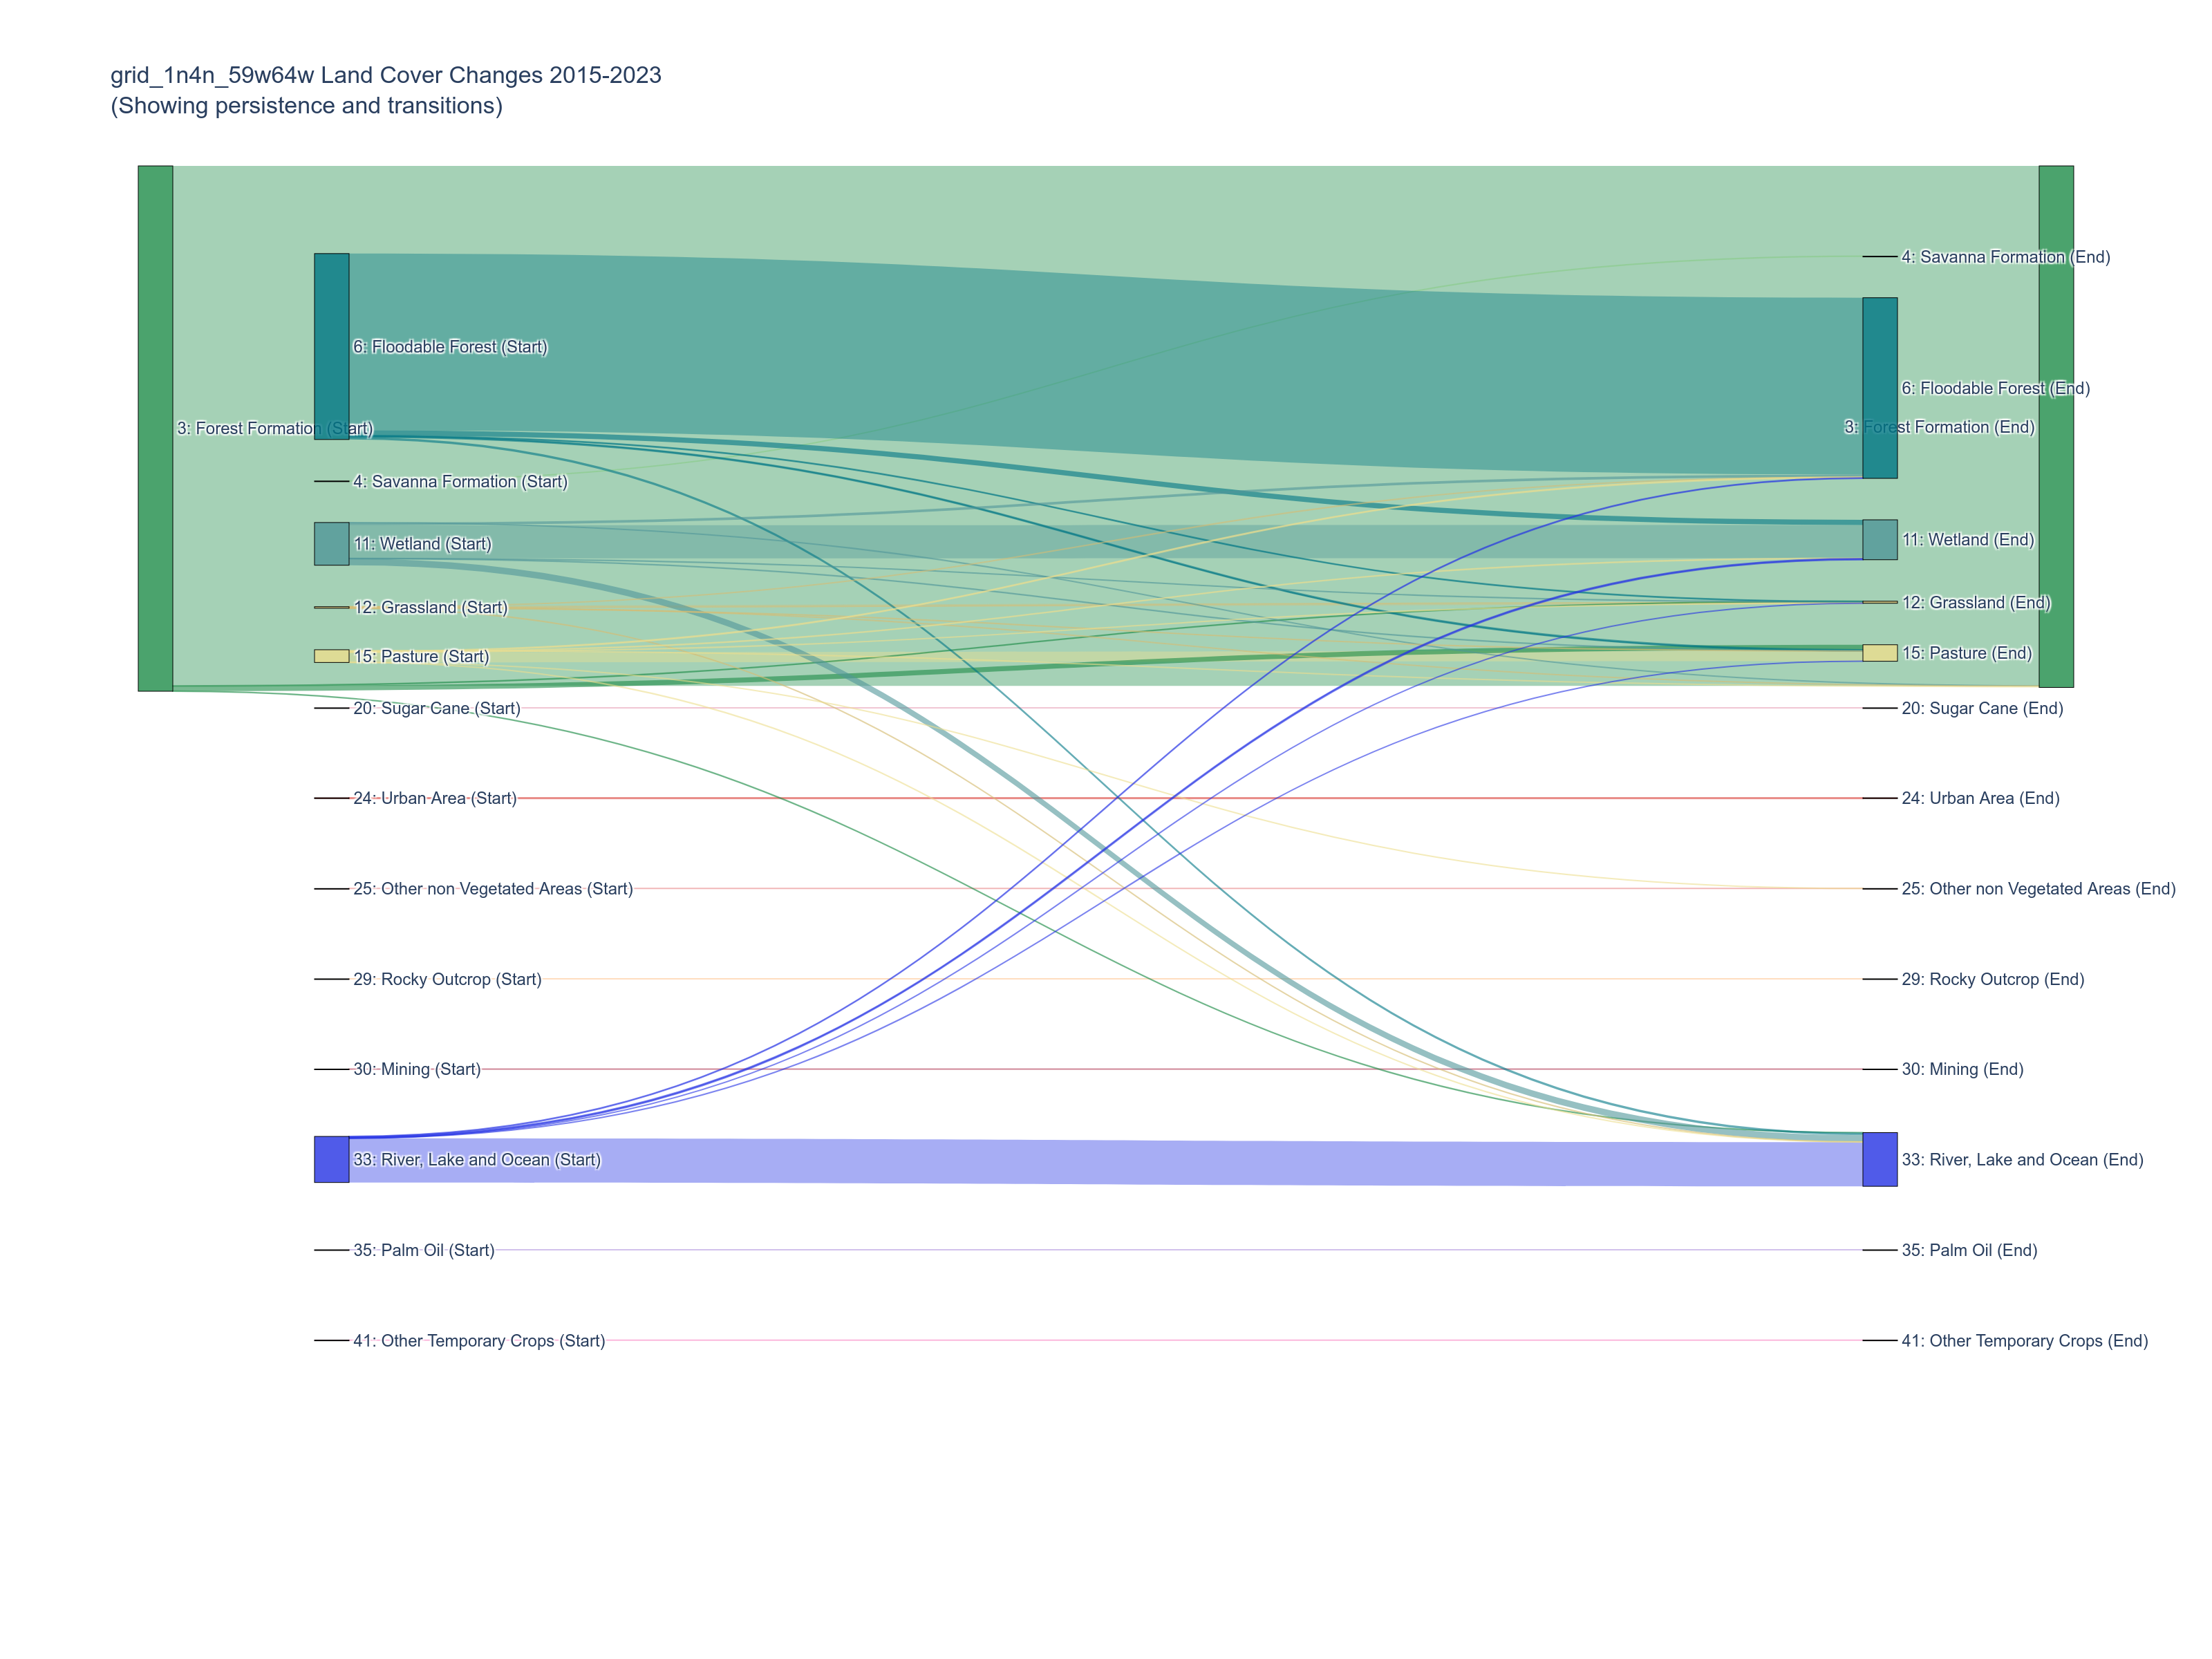 grid_1n4n_59w64w Land Cover Changes 2015-2023
(Showing persistence and transitions)
4: Savanna Formation (End)
6: Floodable Forest (Start)
6: Floodable Forest (End)
3: Forest Formation (Start)
3: Forest Formation (End)
4: Savanna Formation (Start)
11: Wetland (Start)
11: Wetland (End)
12: Grassland (Start)
12: Grassland (End)
15: Pasture (Start)
15: Pasture (End)
20: Sugar Cane (Start)
20: Sugar Cane (End)
24: Urban Area (Start)
24: Urban Area (End)
25: Other non Vegetated Areas (Start)
25: Other non Vegetated Areas (End)
29: Rocky Outcrop (Start)
29: Rocky Outcrop (End)
30: Mining (Start)
30: Mining (End)
33: River, Lake and Ocean (Start)
33: River, Lake and Ocean (End)
35: Palm Oil (Start)
35: Palm Oil (End)
41: Other Temporary Crops (Start)
41: Other Temporary Crops (End)